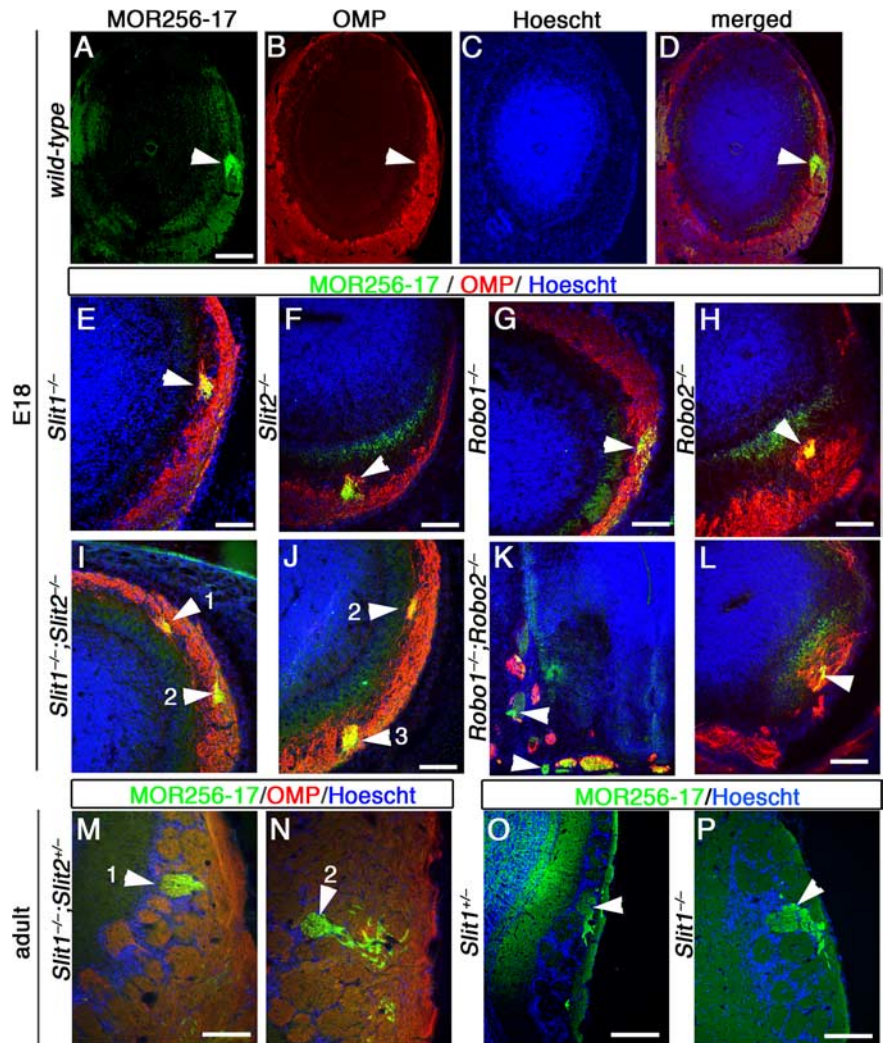 MOR256-17 OMP Hoescht merged
A B C D
wild-type
MOR256-17 / OMP/ Hoescht
E18
E F G H
Slit1–/–
Slit2–/–
Robo1–/–
Robo2–/–
I J K L
Slit1–/–;Slit2–/–
1
2
2
3
Robo1–/–;Robo2–/–
MOR256-17/OMP/Hoescht MOR256-17/Hoescht
adult
M N O P
Slit1–/–;Slit2+/–
1
2
Slit1+/–
Slit1–/–